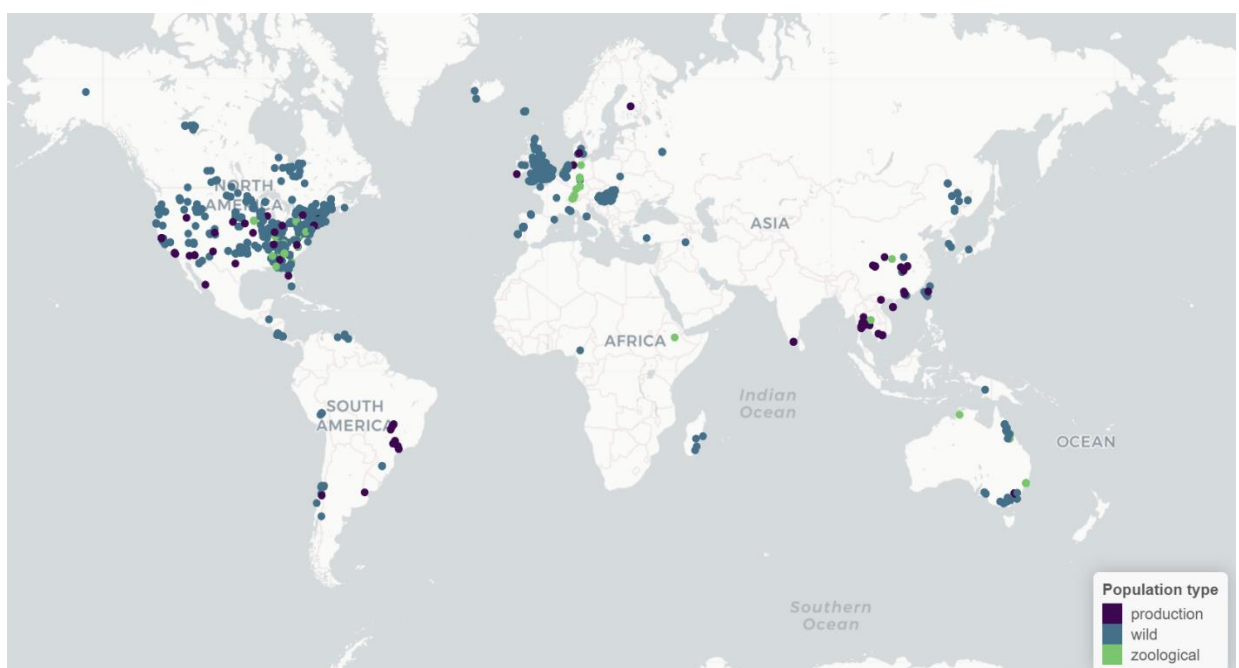 NORTH
AMERICA
ASIA
AFRICA
Indian
Ocean
SOUTH
AMERICA
OCEAN
Southern
Ocean
Population type
production
wild
zoological